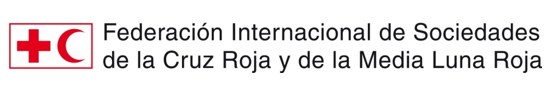 Federación Internacional de Sociedades
de la Cruz Roja y de la Media Luna Roja